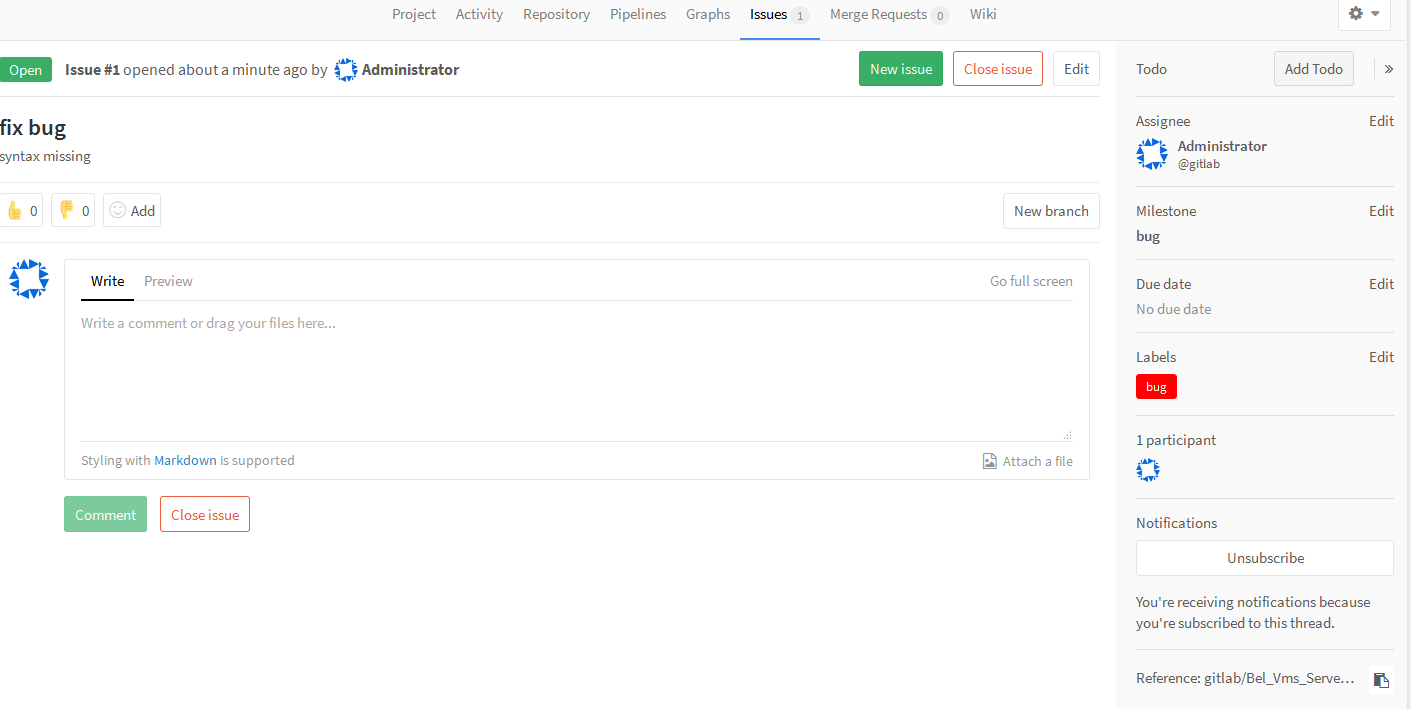 Project Activity Repository Pipelines Graphs Issues 1 Merge Requests 0 Wiki
Open Issue #1 opened about a minute ago by Administrator New issue Close issue Edit
fix bug
syntax missing
0 0 Add New branch
Write Preview Go full screen
Write a comment or drag your files here...
Styling with Markdown is supported Attach a file
Comment Close issue
Todo Add Todo »
Assignee Edit
Administrator
@gitlab
Milestone Edit
bug
Due date Edit
No due date
Labels Edit
bug
1 participant
Notifications
Unsubscribe
You're receiving notifications because
you're subscribed to this thread.
Reference: gitlab/Bel_Vms_Serve…